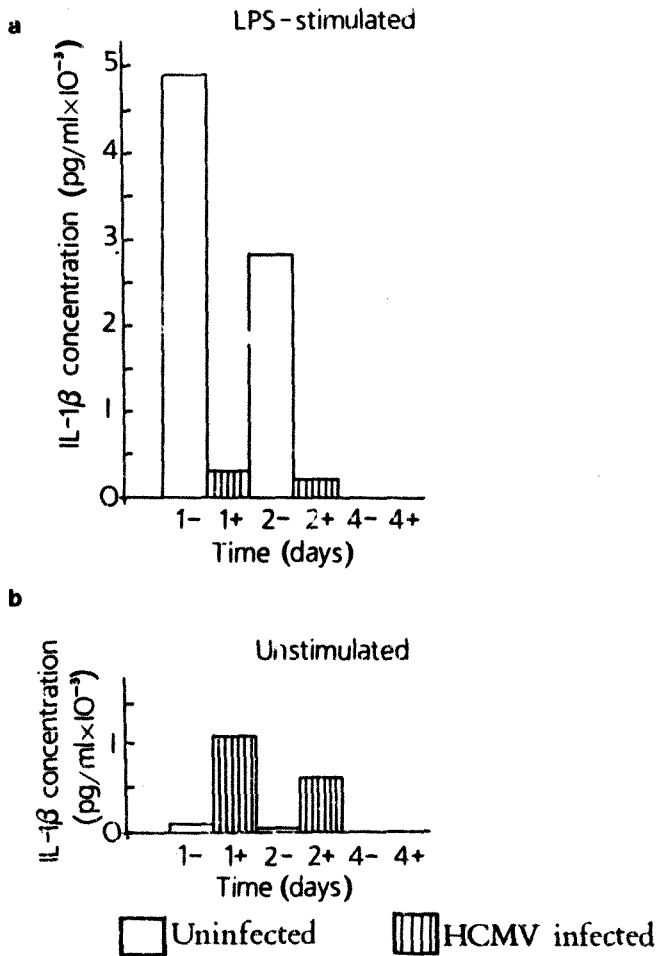 a
LPS-stimulated
IL-1β concentration (pg/ml×10⁻³)
5
4
3
2
1
0
1- 1+ 2- 2+ 4- 4+
Time (days)
b
Unstimulated
IL-1β concentration
(pg/ml×10⁻³)
1
0
1- 1+ 2- 2+ 4- 4+
Time (days)
Uninfected HCMV infected